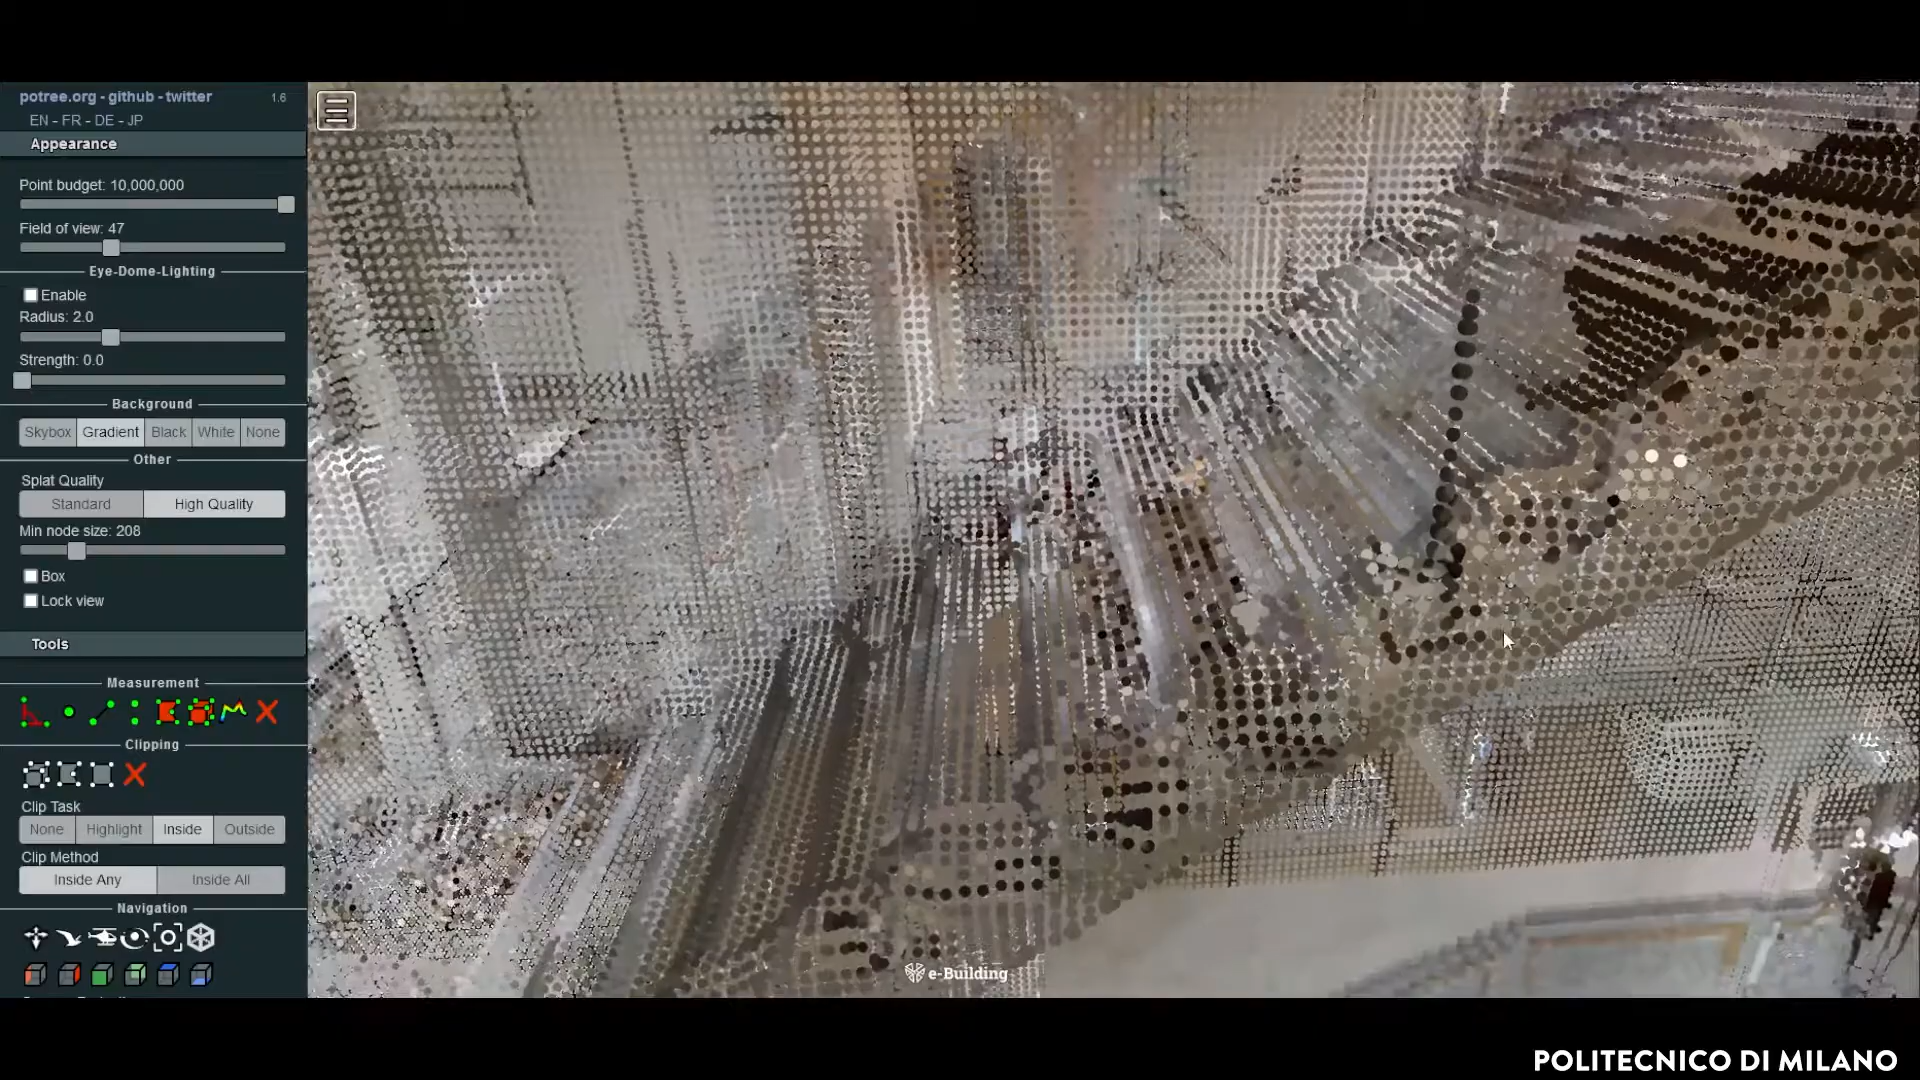 potree.org - github - twitter 1.6
EN - FR - DE - JP
Appearance
Point budget: 10,000,000
Field of view: 47
Eye-Dome-Lighting
Enable
Radius: 2.0
Strength: 0.0
Background
Skybox Gradient Black White None
Other
Splat Quality
Standard High Quality
Min node size: 208
Box
Lock view
Tools
Measurement
Clipping
Clip Task
None Highlight Inside Outside
Clip Method
Inside Any Inside All
Navigation
e-Building
POLITECNICO DI MILANO